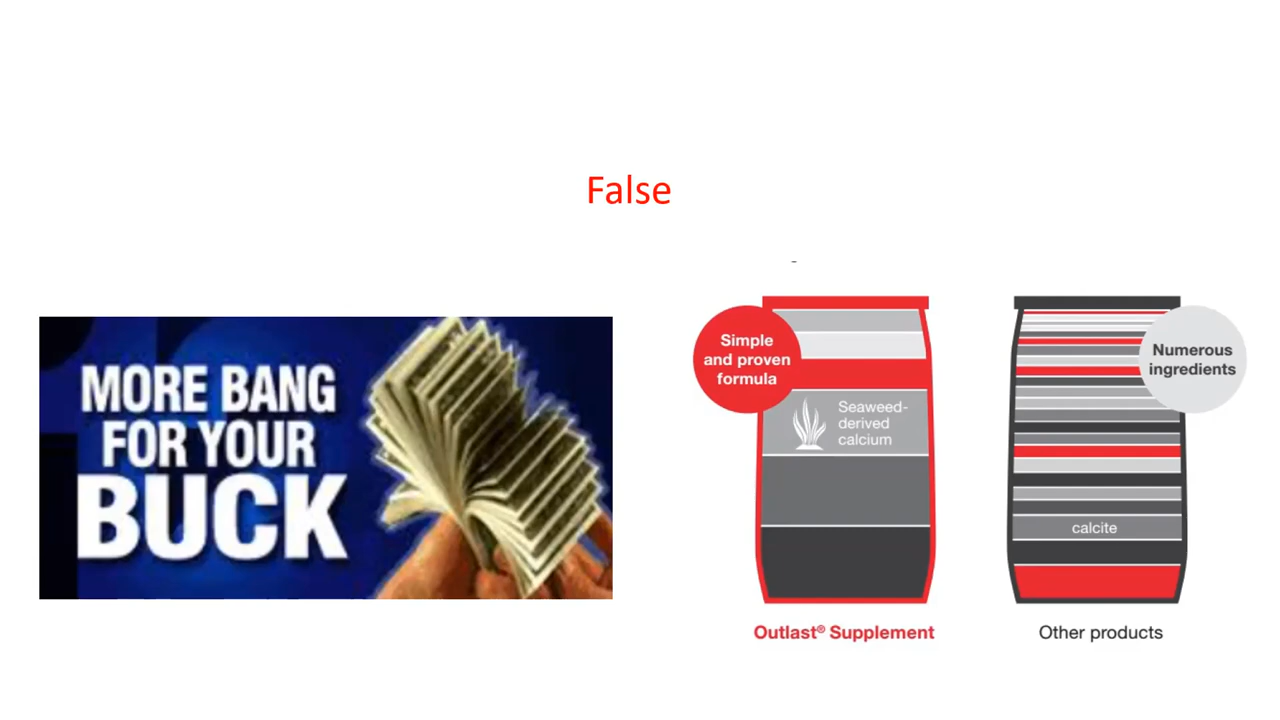 False
MORE BANG
FOR YOUR
BUCK
Simple
and proven
formula
Seaweed-
derived
calcium
Outlast® Supplement
Numerous
ingredients
calcite
Other products